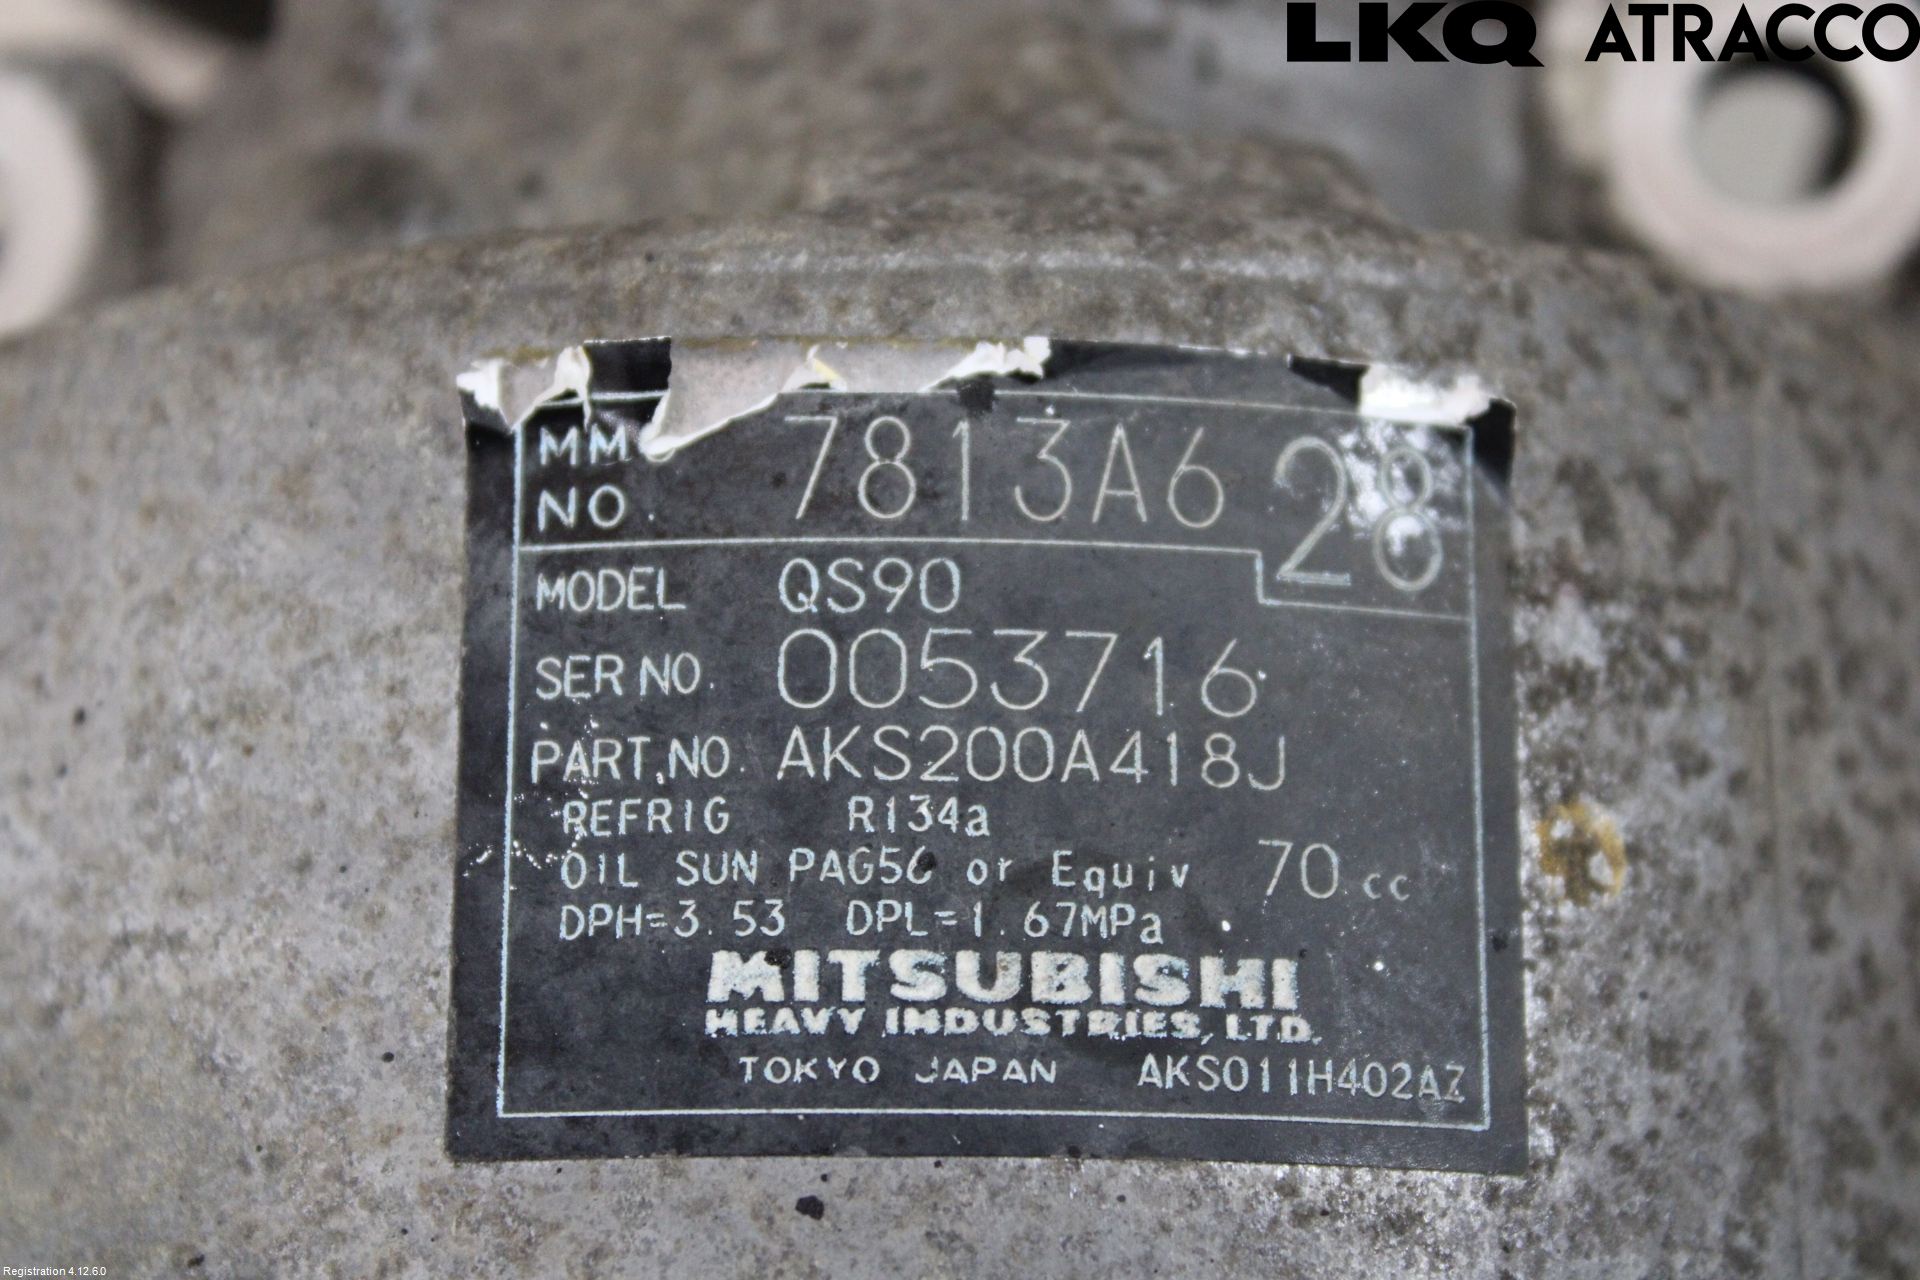 LKQ ATRACCO
MMC 7813A6 28
NO.
MODEL QS90
SER NO. 0053716
PART.NO. AKS200A418J
REFRIG R134a
OIL SUN PAG56 or Equiv 70 cc
DPH=3.53 DPL=1.67MPa
MITSUBISHI
HEAVY INDUSTRIES, LTD.
TOKYO JAPAN AKS011H402AZ
Registration 4.12.6.0